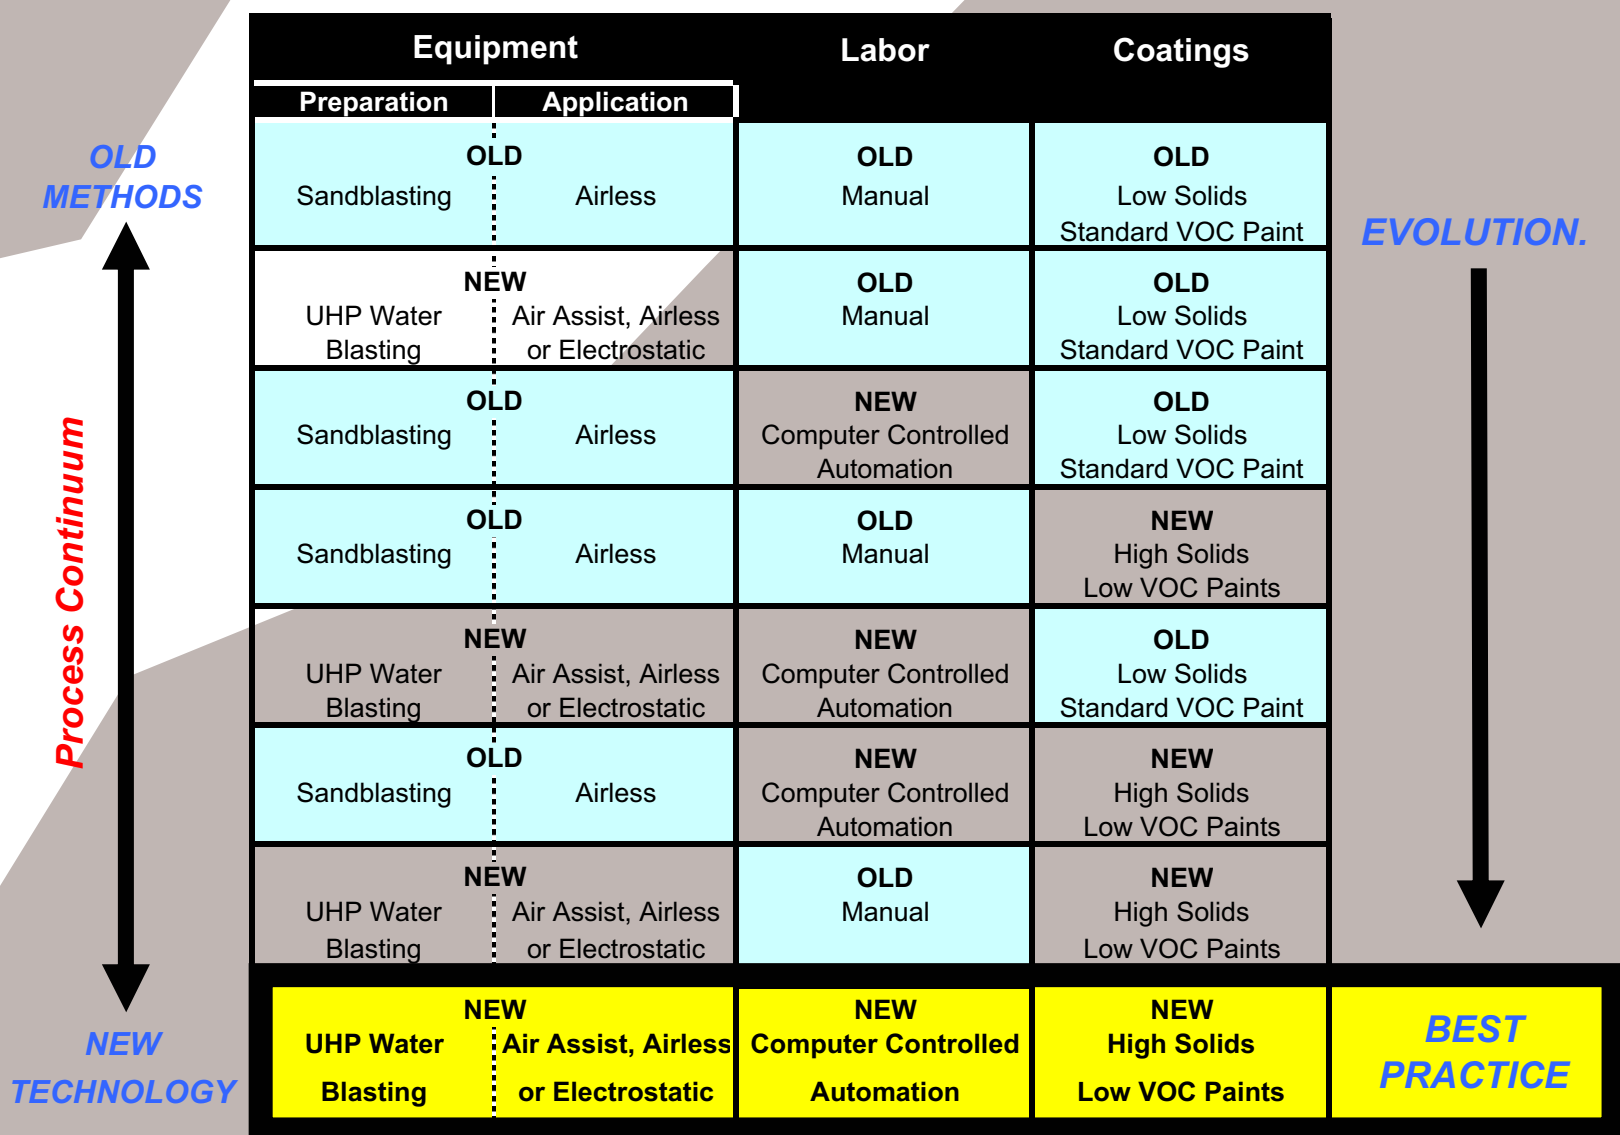 Equipment
Labor
Coatings
Preparation
Application
OLD
METHODS
Process Continuum
NEW
TECHNOLOGY
OLD
Sandblasting
Airless
OLD
Manual
OLD
Low Solids
Standard VOC Paint
NEW
UHP Water
Blasting
Air Assist, Airless
or Electrostatic
OLD
Manual
OLD
Low Solids
Standard VOC Paint
OLD
Sandblasting
Airless
NEW
Computer Controlled
Automation
OLD
Low Solids
Standard VOC Paint
OLD
Sandblasting
Airless
OLD
Manual
NEW
High Solids
Low VOC Paints
NEW
UHP Water
Blasting
Air Assist, Airless
or Electrostatic
NEW
Computer Controlled
Automation
OLD
Low Solids
Standard VOC Paint
OLD
Sandblasting
Airless
NEW
Computer Controlled
Automation
NEW
High Solids
Low VOC Paints
NEW
UHP Water
Blasting
Air Assist, Airless
or Electrostatic
OLD
Manual
NEW
High Solids
Low VOC Paints
NEW
UHP Water
Blasting
Air Assist, Airless
or Electrostatic
NEW
Computer Controlled
Automation
NEW
High Solids
Low VOC Paints
EVOLUTION.
BEST
PRACTICE